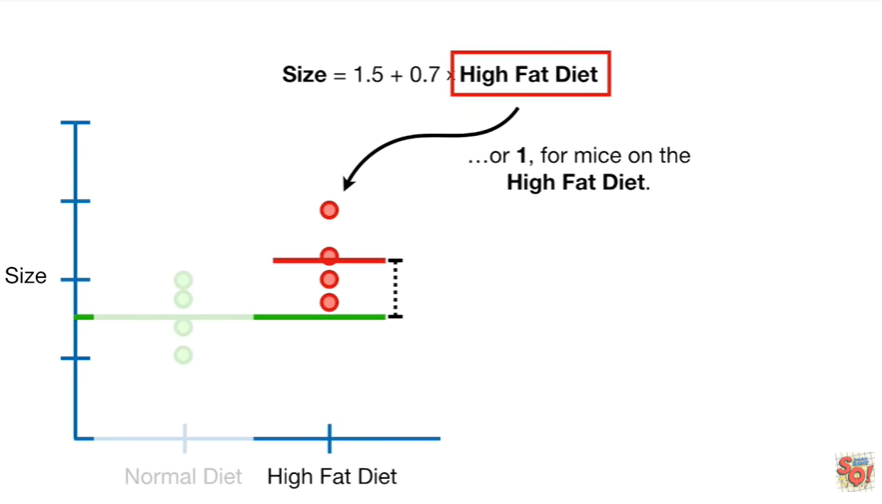 Size = 1.5 + 0.7 × High Fat Diet
…or 1, for mice on the
High Fat Diet.
Size
Normal Diet High Fat Diet
SQ!